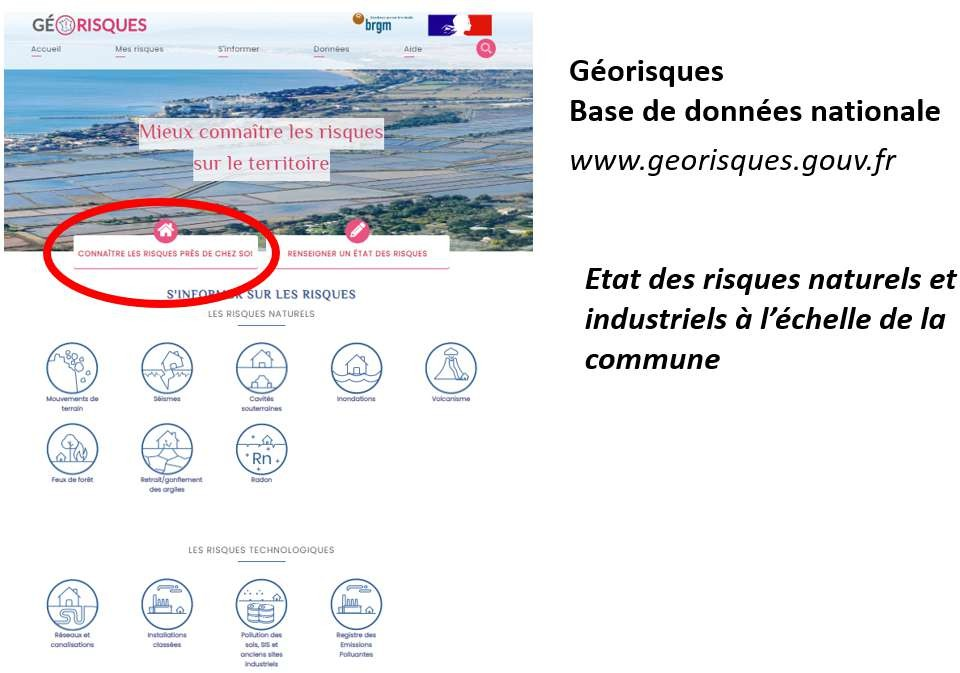 GÉORISQUES
brgm
Accueil
Mes risques
S'informer
Données
Aide
Mieux connaître les risques
sur le territoire
CONNAÎTRE LES RISQUES PRÈS DE CHEZ SOI
RENSEIGNER UN ÉTAT DES RISQUES
S'INFORMER SUR LES RISQUES
LES RISQUES NATURELS
Mouvements de
terrain
Séismes
Cavités
souterraines
Inondations
Volcanisme
Feux de forêt
Retrait/gonflement
des argiles
Rn
Radon
LES RISQUES TECHNOLOGIQUES
Réseaux et
canalisations
Installations
classées
Pollution des
sols, SIS et
anciens sites
industriels
Registre des
Emissions
Polluantes
Géorisques
Base de données nationale
www.georisques.gouv.fr
Etat des risques naturels et
industriels à l’échelle de la
commune